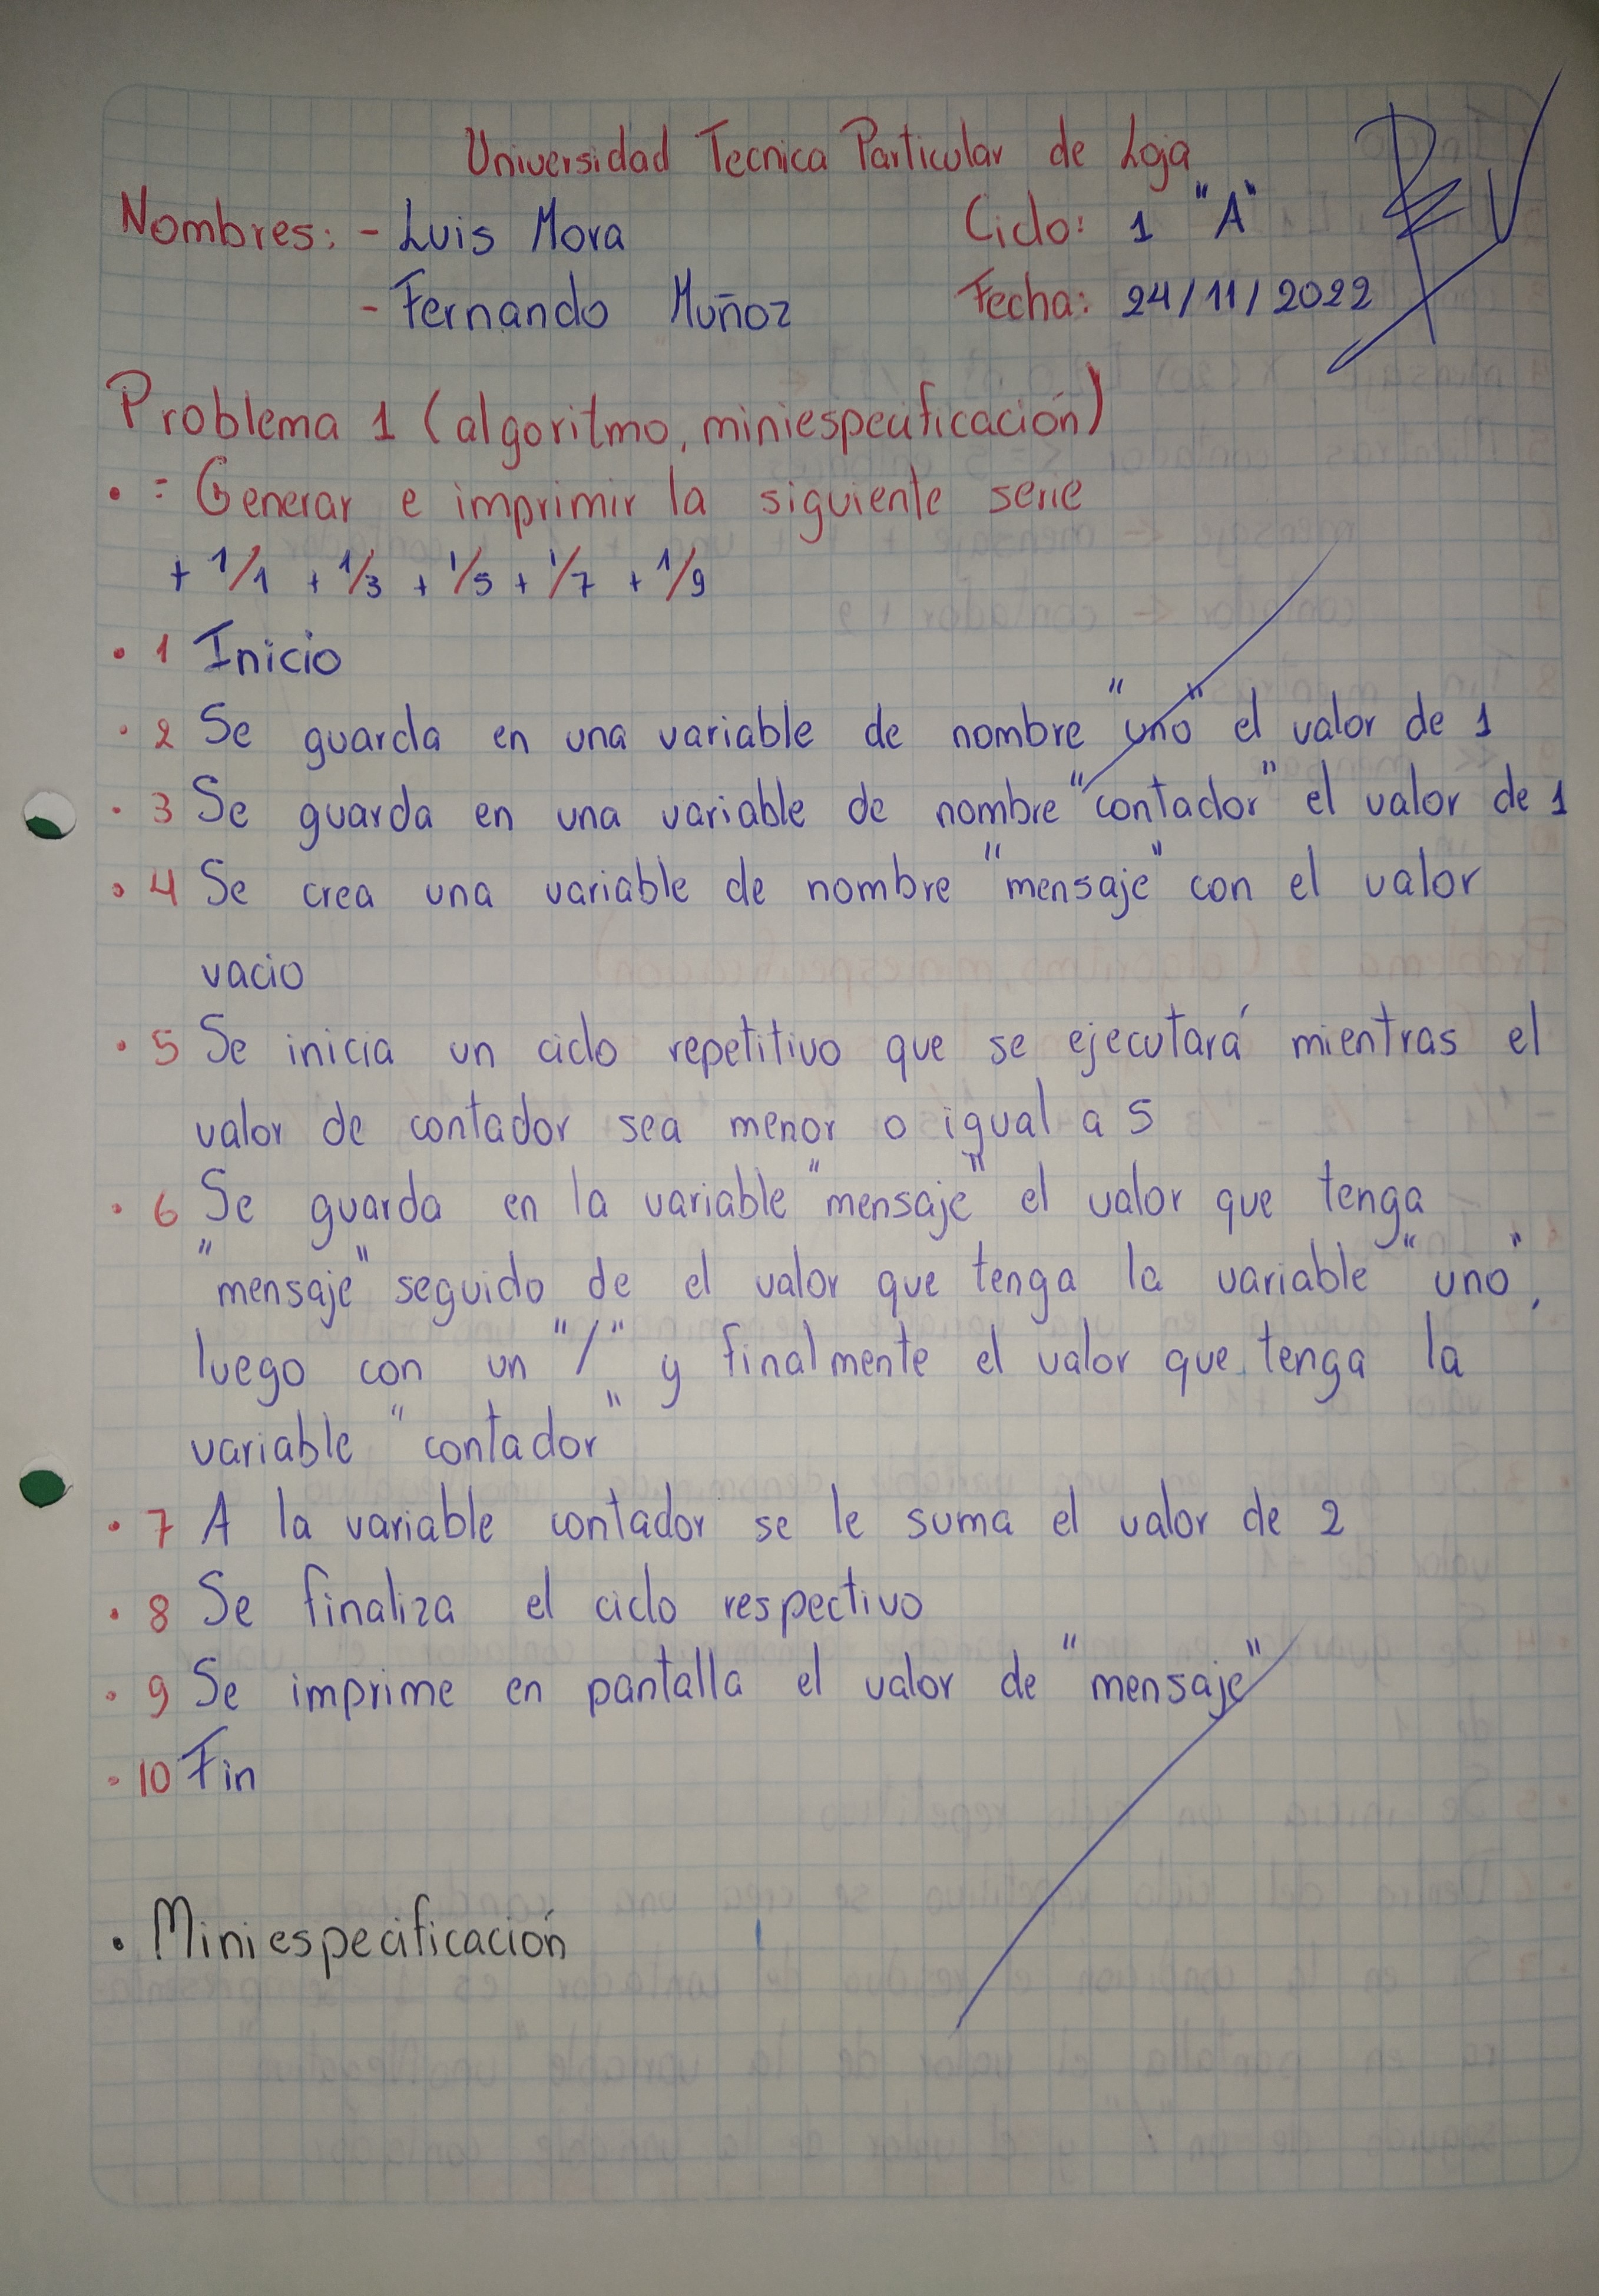 Universidad Tecnica Particular de Loja
Nombres: - Luis Mora Ciclo: 1 "A"
- Fernando Muñoz Fecha: 24/11/2022
Problema 1 (algoritmo, miniespecificación)
• = Generar e imprimir la siguiente serie
+ 1/1 + 1/3 + 1/5 + 1/7 + 1/9
• 1 Inicio
• 2 Se guarda en una variable de nombre "uno" el valor de 1
• 3 Se guarda en una variable de nombre "contador" el valor de 1
• 4 Se crea una variable de nombre "mensaje" con el valor
vacio
• 5 Se inicia un ciclo repetitivo que se ejecutará mientras el
valor de contador sea menor o igual a 5
• 6 Se guarda en la variable "mensaje" el valor que tenga
"mensaje" seguido de el valor que tenga la variable "uno",
luego con un "/" y finalmente el valor que tenga la
variable "contador"
• 7 A la variable contador se le suma el valor de 2
• 8 Se finaliza el ciclo respectivo
• 9 Se imprime en pantalla el valor de "mensaje"
• 10 Fin
• Miniespecificación